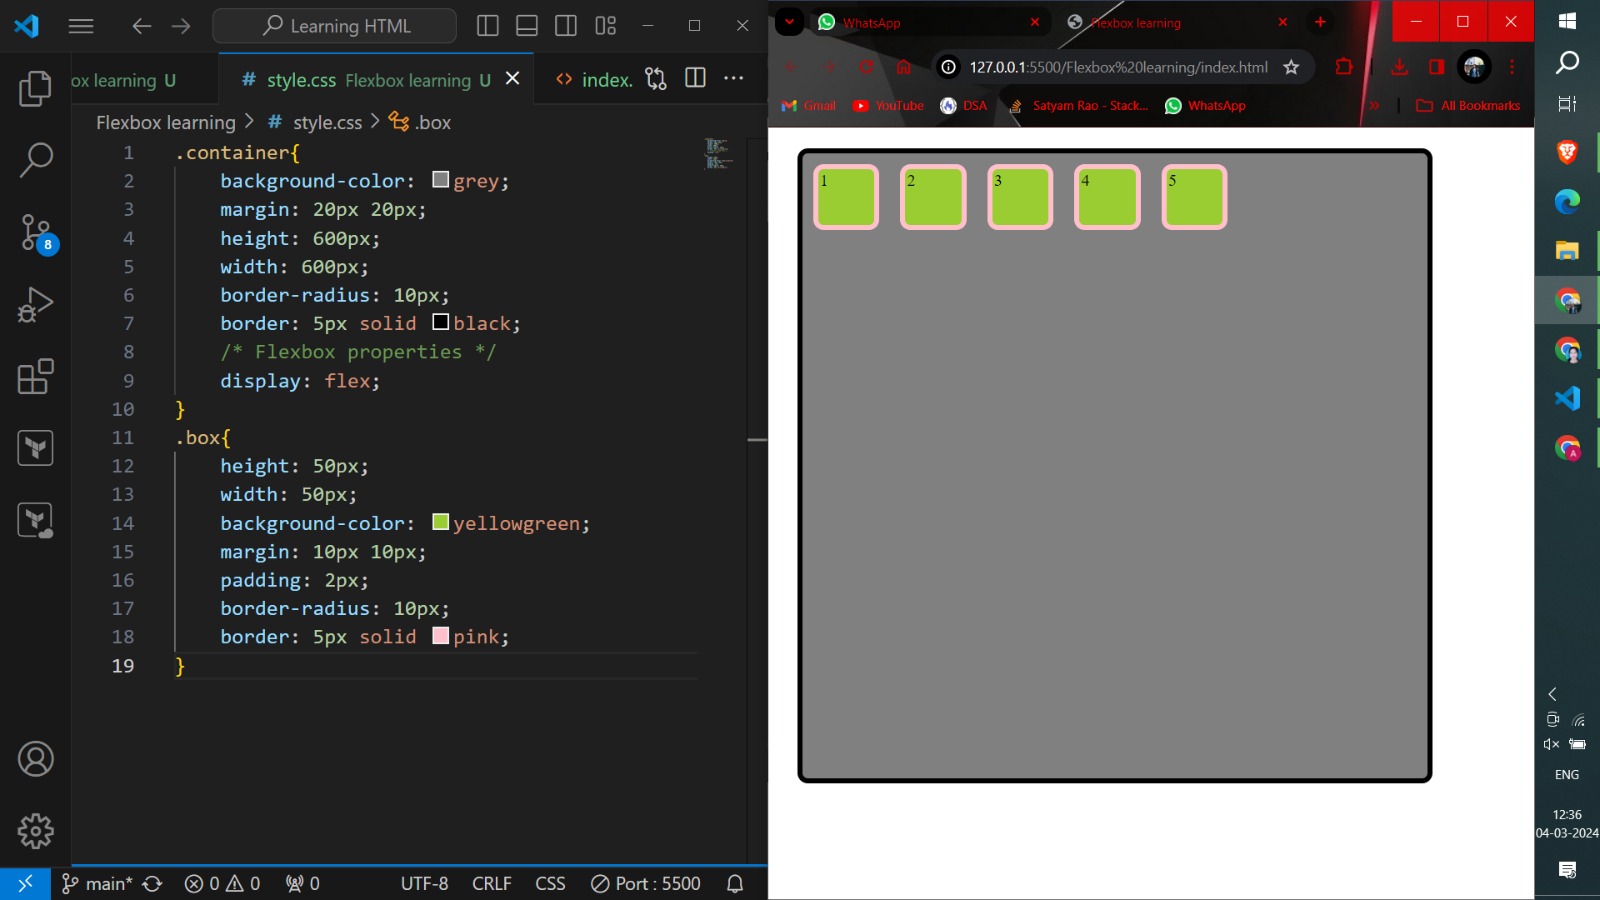 Learning HTML
ox learning U
# style.css Flexbox learning U
index.
Flexbox learning > # style.css > .box
1 .container{
2 background-color: grey;
3 margin: 20px 20px;
4 height: 600px;
5 width: 600px;
6 border-radius: 10px;
7 border: 5px solid black;
8 /* Flexbox properties */
9 display: flex;
10 }
11 .box{
12 height: 50px;
13 width: 50px;
14 background-color: yellowgreen;
15 margin: 10px 10px;
16 padding: 2px;
17 border-radius: 10px;
18 border: 5px solid pink;
19 }
8
main* 0 0 0 UTF-8 CRLF CSS Port : 5500
WhatsApp
Flexbox learning
127.0.0.1:5500/Flexbox%20learning/index.html
Gmail YouTube DSA Satyam Rao - Stack... WhatsApp » All Bookmarks
1 2 3 4 5
A
ENG
12:36
04-03-2024